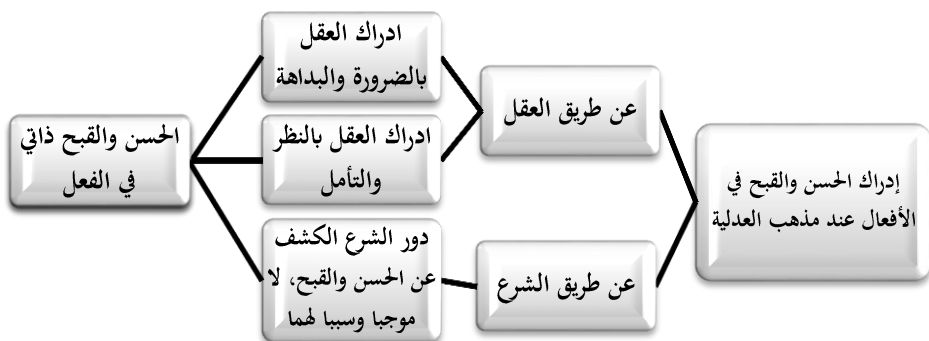 إدراك الحسن والقبح في
الأفعال عند مذهب العدلية
عن طريق العقل
عن طريق الشرع
ادراك العقل
بالضرورة والبداهة
ادراك العقل بالنظر
والتأمل
دور الشرع الكشف
عن الحسن والقبح، لا
موجبا وسببا لهما
الحسن والقبح ذاتي
في الفعل